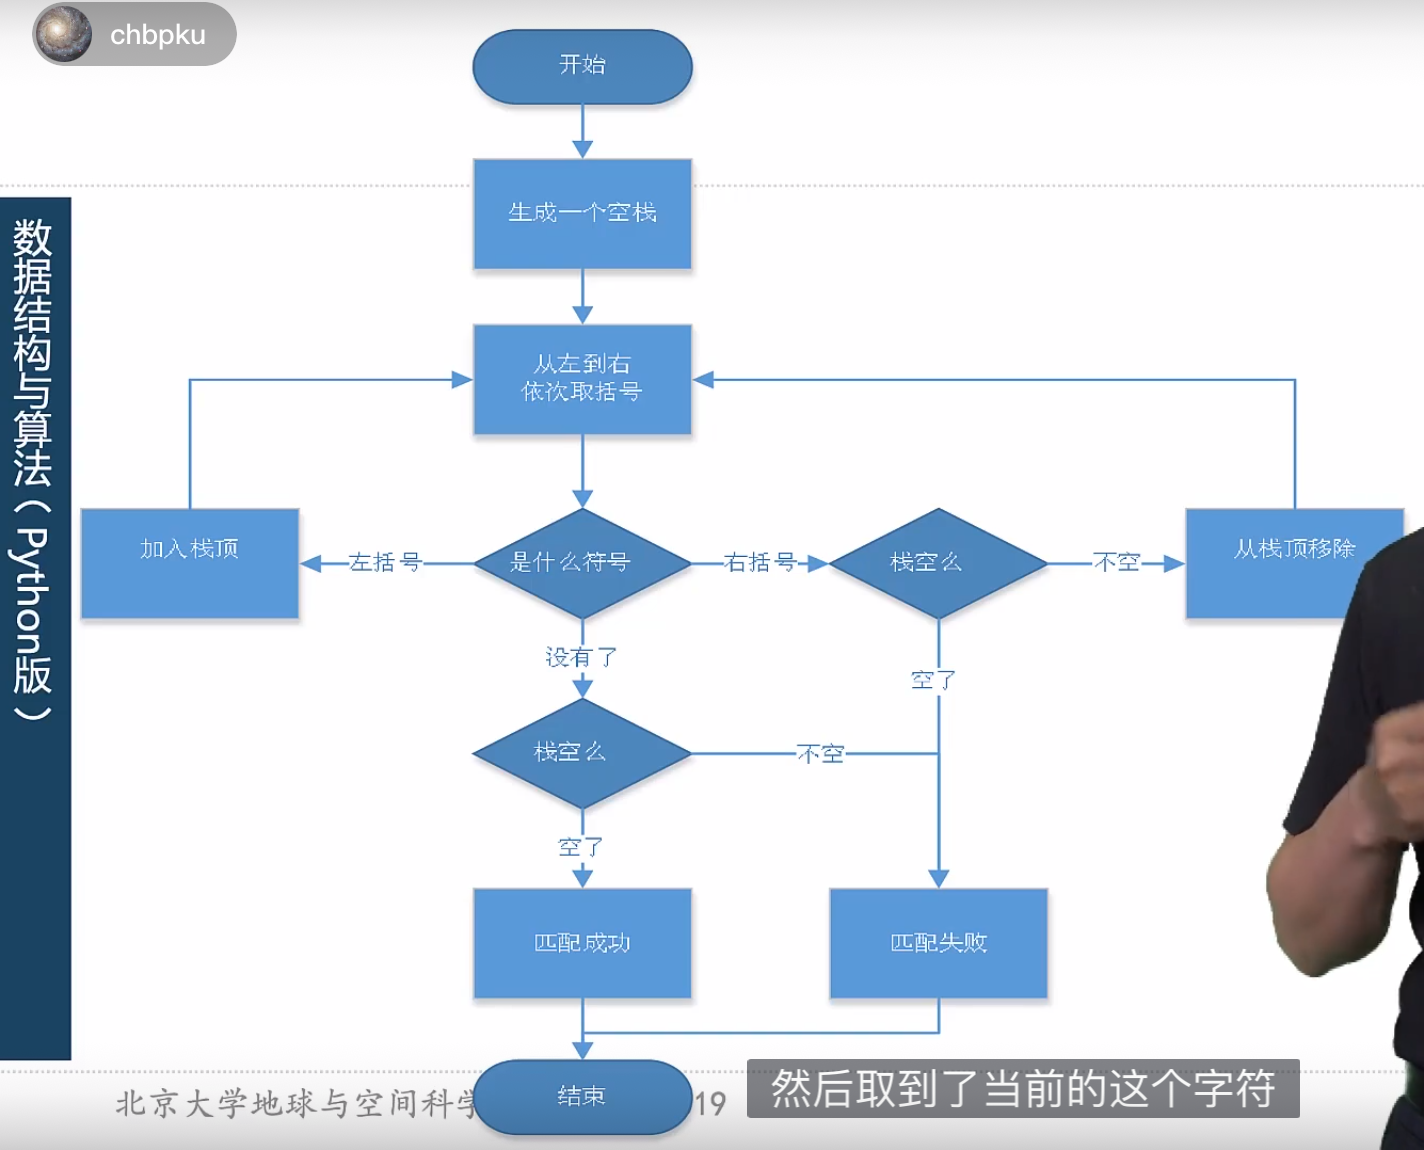 chbpku
开始
生成一个空栈
数据结构与算法（Python版）
从左到右
依次取括号
加入栈顶
左括号
是什么符号
右括号
栈空么
不空
从栈顶移除
没有了
空了
栈空么
不空
空了
匹配成功
匹配失败
北京大学地球与空间科学
结束
19
然后取到了当前的这个字符